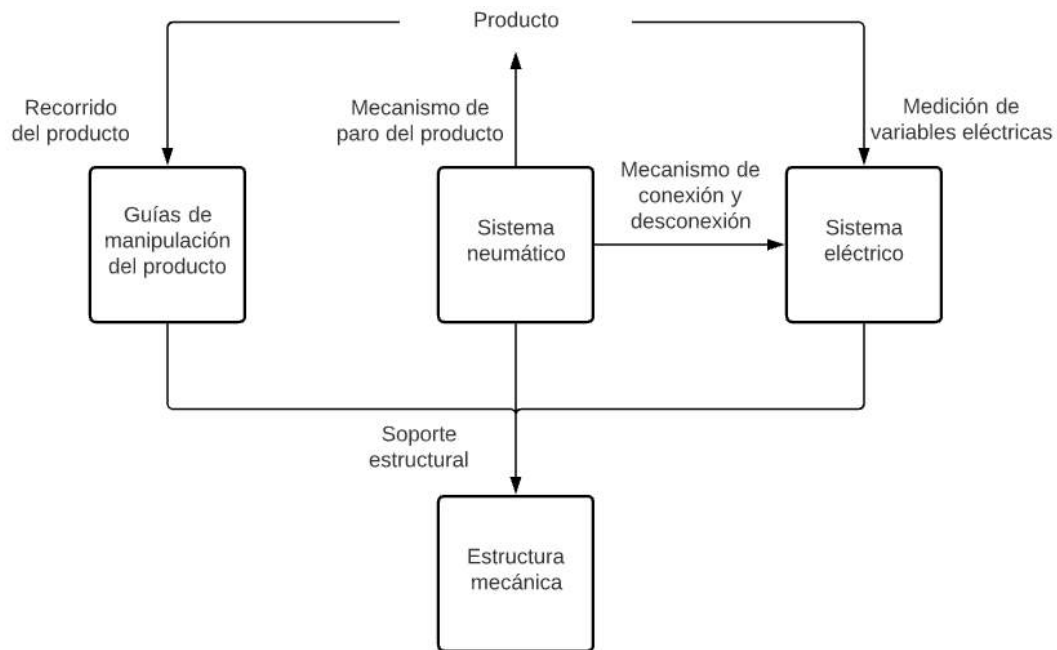 Producto
Recorrido
del producto
Mecanismo de
paro del producto
Medición de
variables eléctricas
Mecanismo de
conexión y
desconexión
Guías de
manipulación
del producto
Sistema
neumático
Sistema
eléctrico
Soporte
estructural
Estructura
mecánica